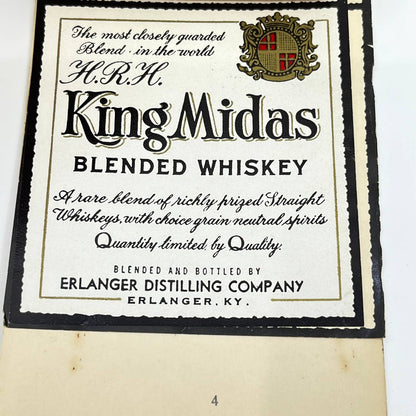 The most closely guarded
Blend · in the world
H.R.H.
King Midas
BLENDED WHISKEY
A rare blend of richly prized Straight
Whiskeys, with choice grain neutral spirits
Quantity limited by Quality.
BLENDED AND BOTTLED BY
ERLANGER DISTILLING COMPANY
ERLANGER, KY.
4